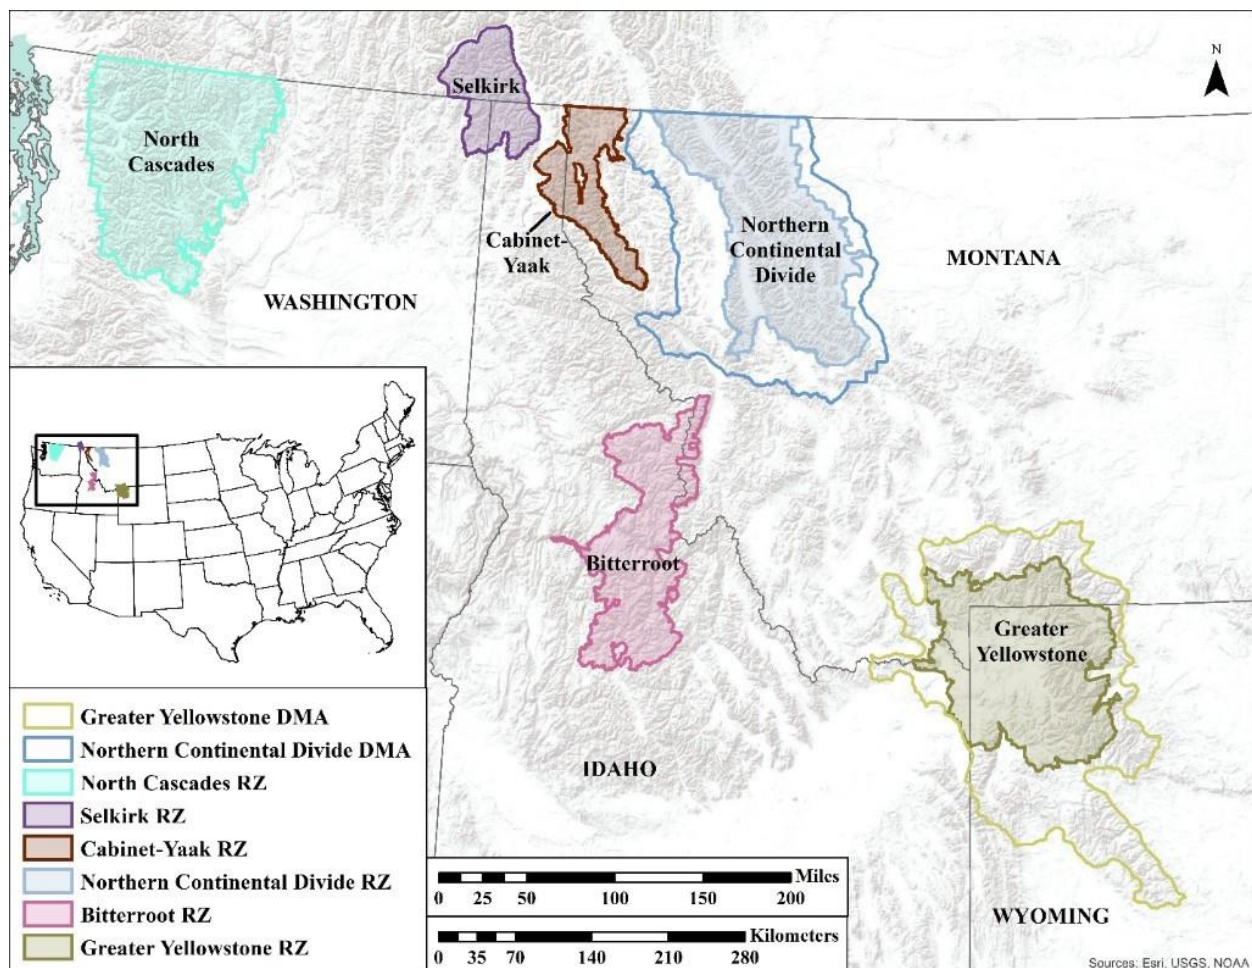 N
Selkirk
North
Cascades
Cabinet-
Yaak
Northern
Continental
Divide
MONTANA
WASHINGTON
Bitterroot
Greater
Yellowstone
IDAHO
WYOMING
Greater Yellowstone DMA
Northern Continental Divide DMA
North Cascades RZ
Selkirk RZ
Cabinet-Yaak RZ
Northern Continental Divide RZ
Bitterroot RZ
Greater Yellowstone RZ
Miles
0 25 50 100 150 200
Kilometers
0 35 70 140 210 280
Sources: Esri, USGS, NOAA